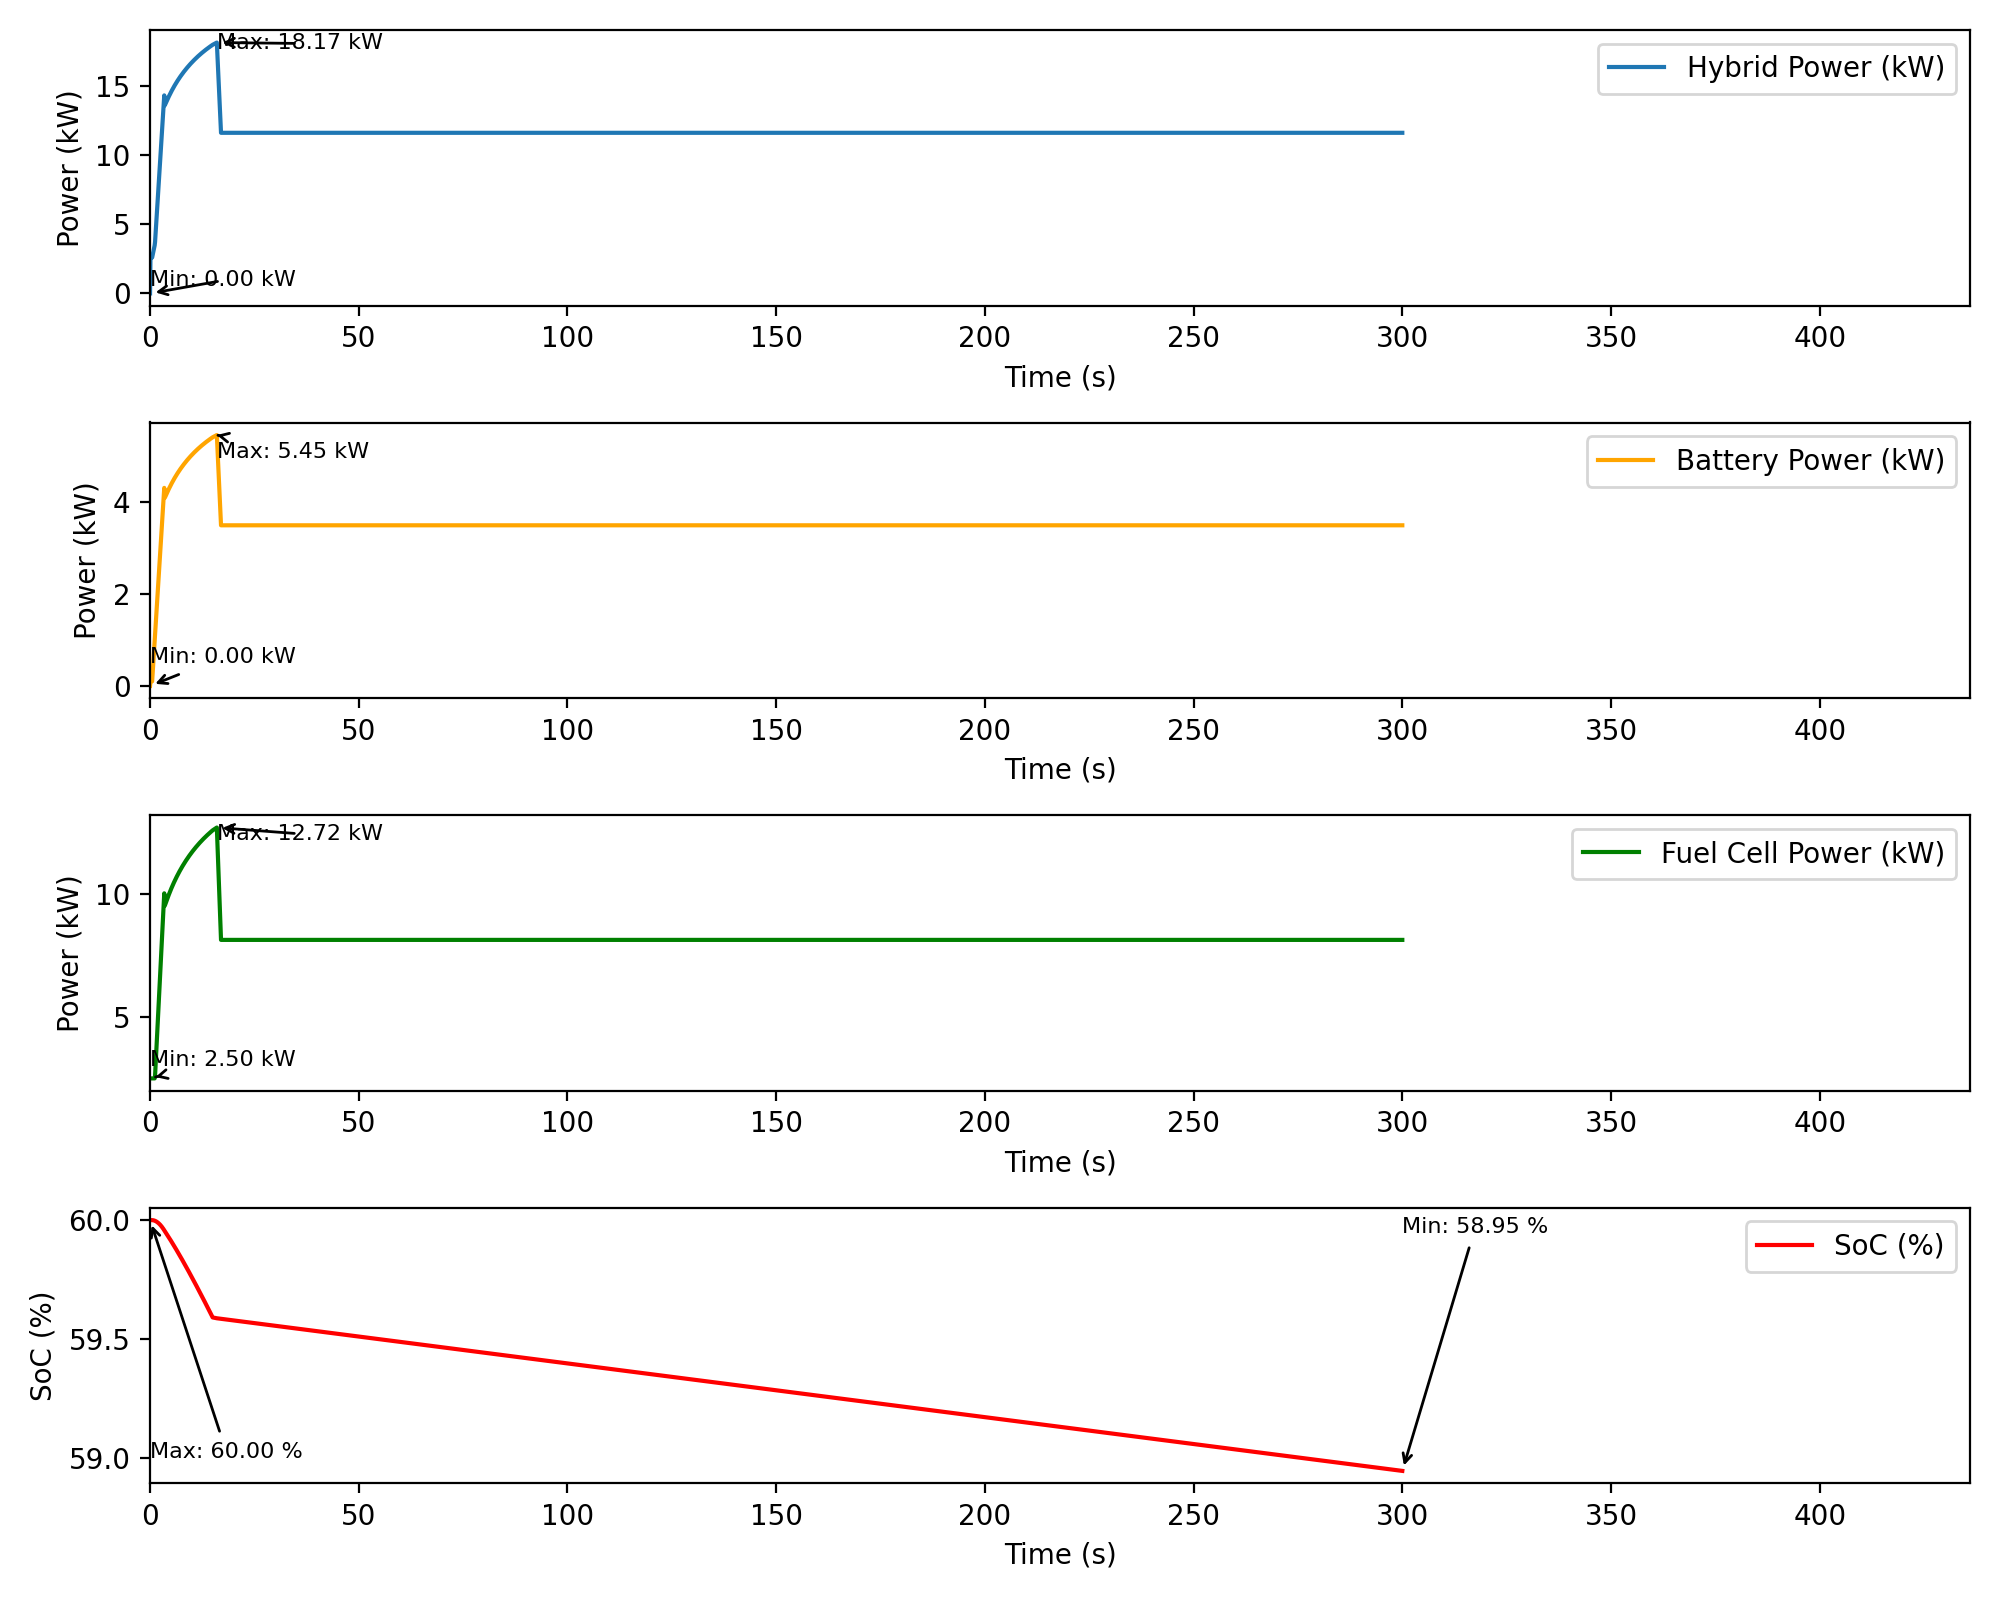 Max: 18.17 kW
Hybrid Power (kW)
Power (kW)
15
10
5
0
Min: 0.00 kW
0 50 100 150 200 250 300 350 400
Time (s)
Max: 5.45 kW
Battery Power (kW)
Power (kW)
4
2
0
Min: 0.00 kW
0 50 100 150 200 250 300 350 400
Time (s)
Max: 12.72 kW
Fuel Cell Power (kW)
Power (kW)
10
5
Min: 2.50 kW
0 50 100 150 200 250 300 350 400
Time (s)
60.0
Min: 58.95 %
SoC (%)
SoC (%)
59.5
59.0
Max: 60.00 %
0 50 100 150 200 250 300 350 400
Time (s)